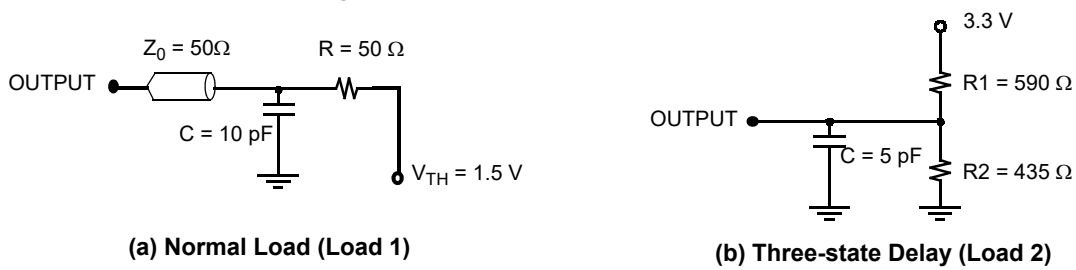 Z0 = 50Ω
R = 50 Ω
OUTPUT
C = 10 pF
VTH = 1.5 V
(a) Normal Load (Load 1)
3.3 V
R1 = 590 Ω
OUTPUT
C = 5 pF
R2 = 435 Ω
(b) Three-state Delay (Load 2)